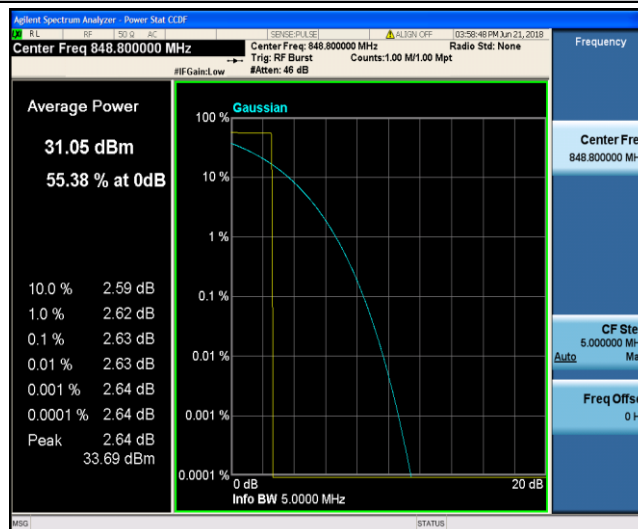 Agilent Spectrum Analyzer - Power Stat CCDF
RL RF 50 Ω AC SENSE:PULSE ALIGN OFF 03:58:48 PM Jun 21, 2018
Center Freq 848.800000 MHz
Center Freq: 848.800000 MHz Radio Std: None
Trig: RF Burst Counts:1.00 M/1.00 Mpt
#IFGain:Low #Atten: 46 dB
Frequency
Average Power
31.05 dBm
55.38 % at 0dB
10.0 % 2.59 dB
1.0 % 2.62 dB
0.1 % 2.63 dB
0.01 % 2.63 dB
0.001 % 2.64 dB
0.0001 % 2.64 dB
Peak 2.64 dB
33.69 dBm
Gaussian
100 %
10 %
1 %
0.1 %
0.01 %
0.001 %
0.0001 %
0 dB 20 dB
Info BW 5.0000 MHz
Center Fre
848.800000 MH
CF Ste
5.000000 MH
Auto Ma
Freq Offse
0 H
MSG STATUS